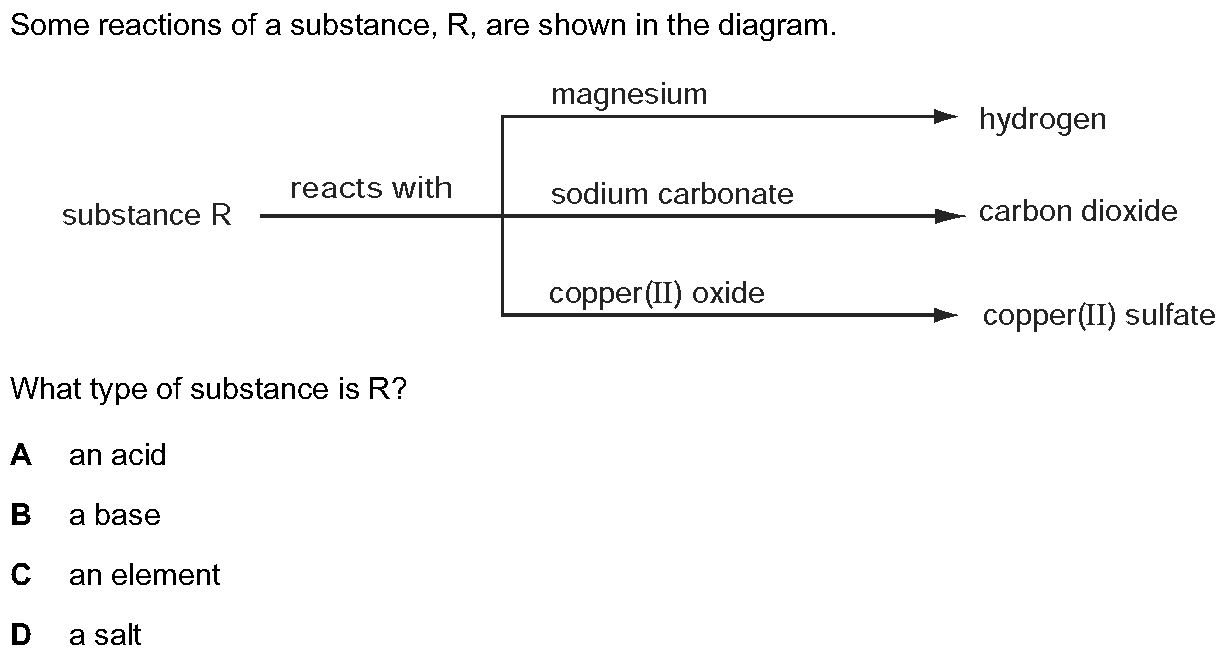 Some reactions of a substance, R, are shown in the diagram.
magnesium
hydrogen
reacts with
sodium carbonate
substance R
carbon dioxide
copper(II) oxide
copper(II) sulfate
What type of substance is R?
A an acid
B a base
C an element
D a salt